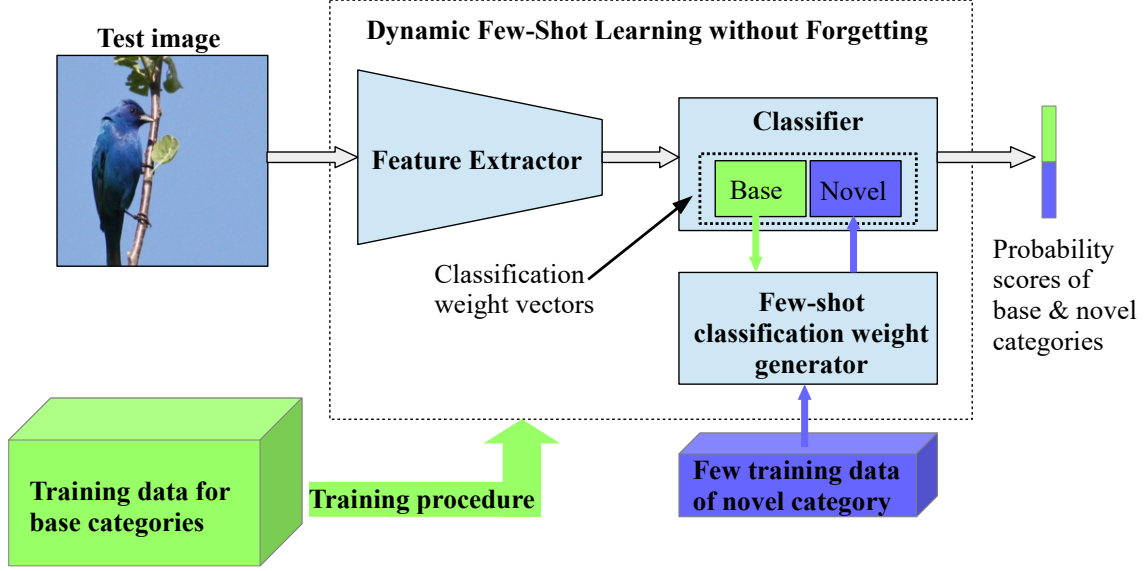 Test image
Dynamic Few-Shot Learning without Forgetting
Feature Extractor
Classifier
Base
Novel
Classification
weight vectors
Few-shot
classification weight
generator
Probability
scores of
base & novel
categories
Training data for
base categories
Training procedure
Few training data
of novel category